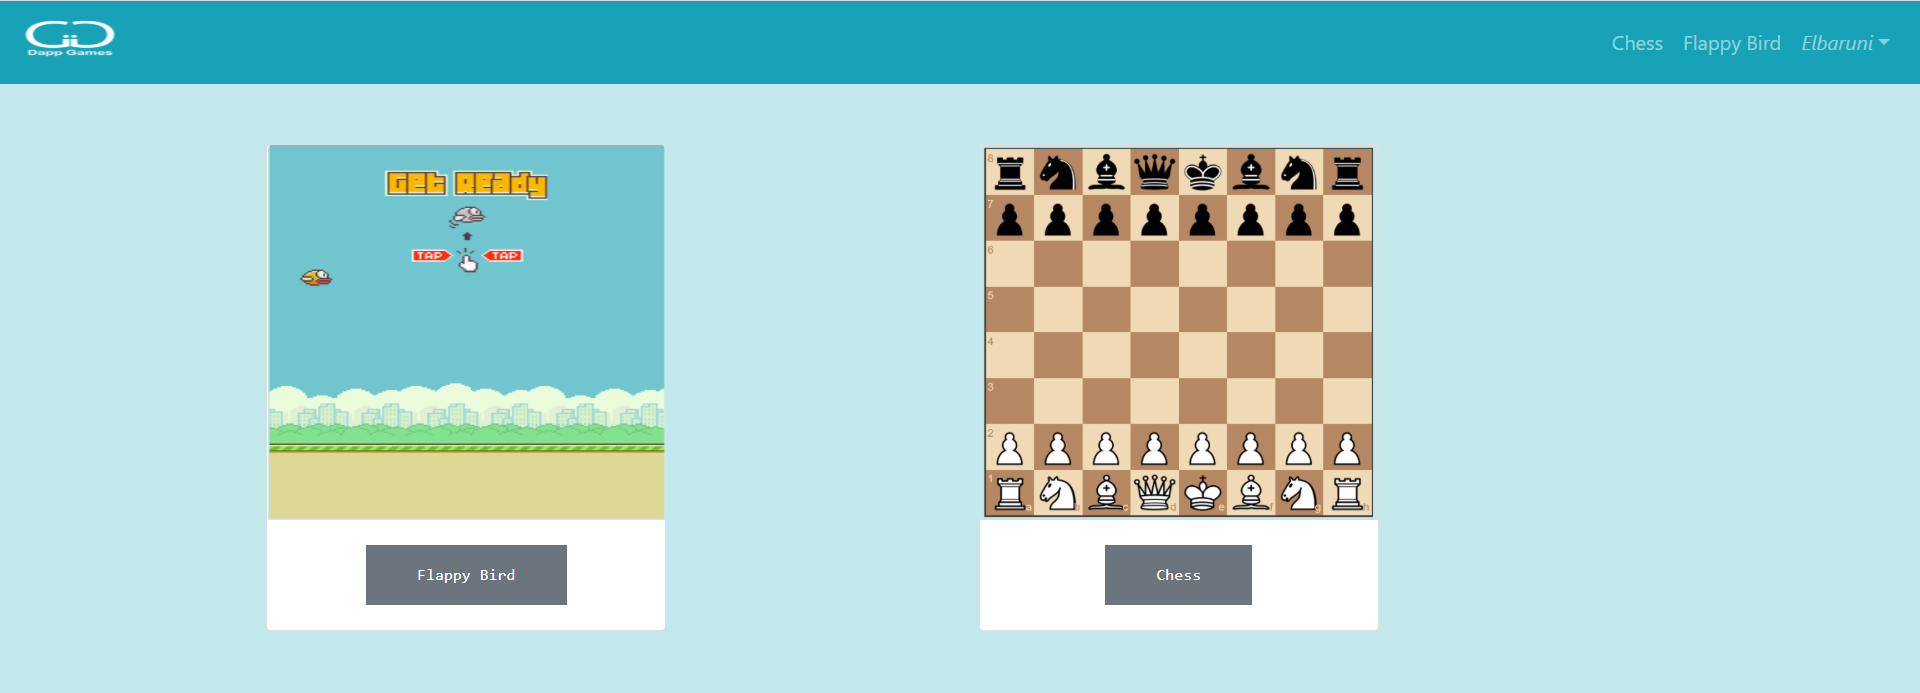 Dapp Games
Chess
Flappy Bird
Elbaruni
Get Ready
TAP
TAP
8
7
6
5
4
3
2
1
a
b
c
d
e
f
g
h
Flappy Bird
Chess